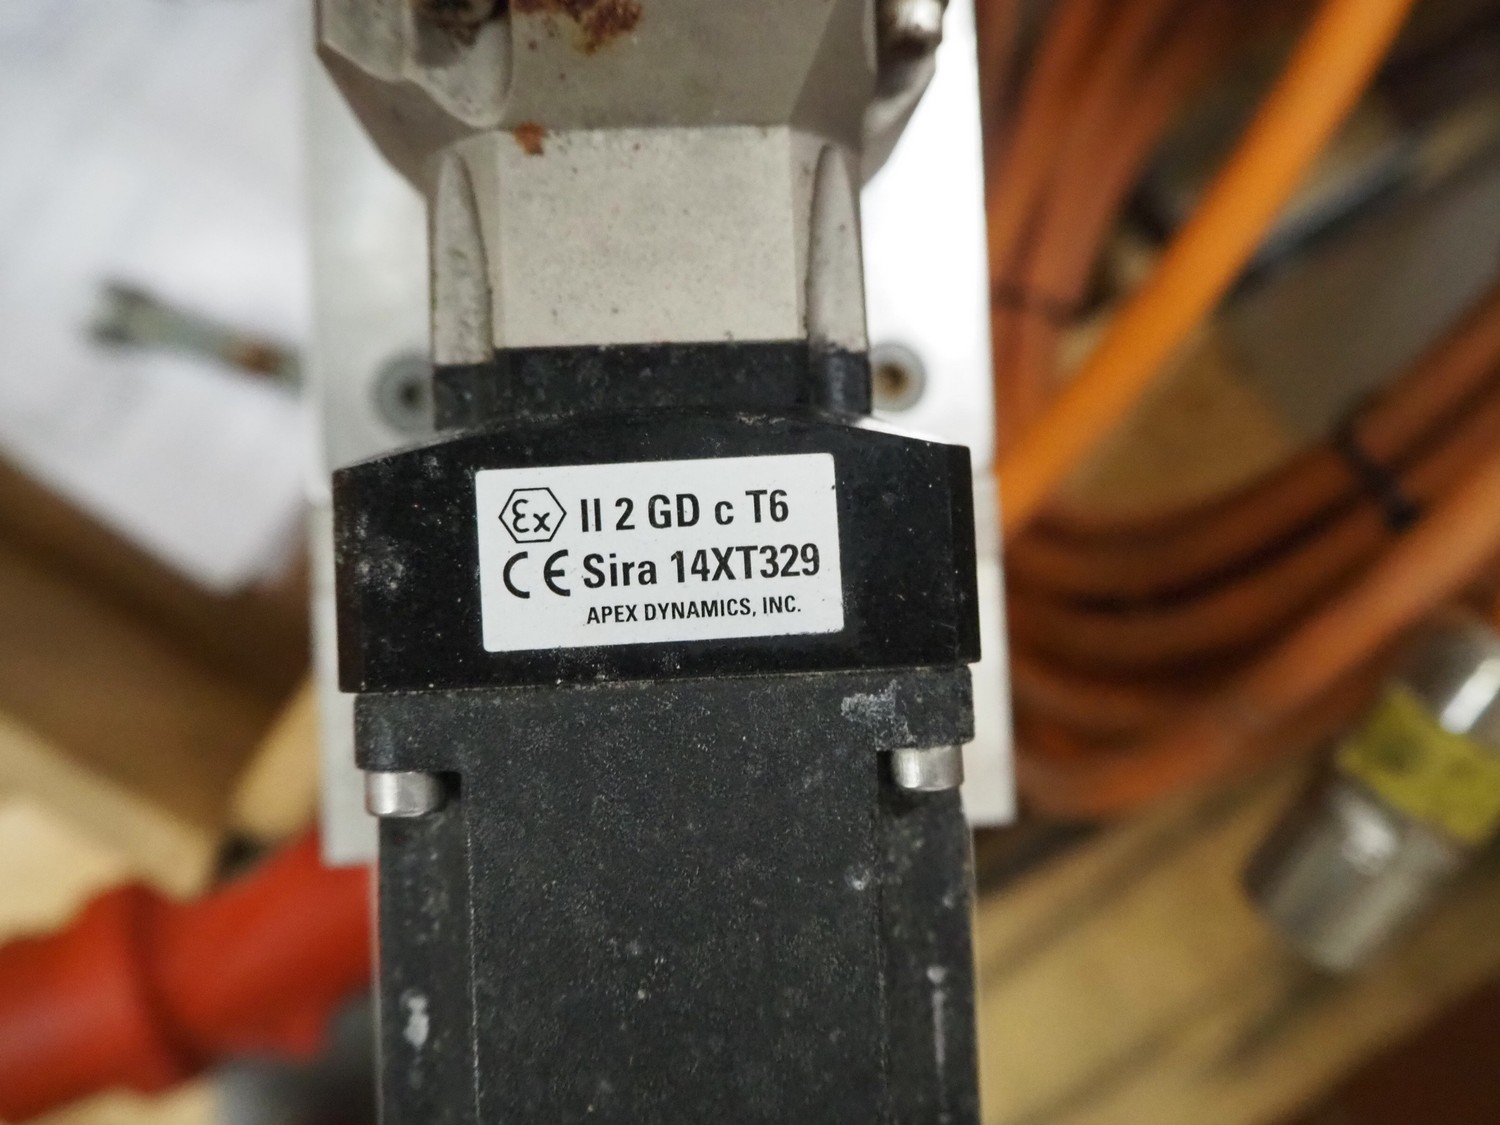 Ex II 2 GD c T6
CE Sira 14XT329
APEX DYNAMICS, INC.